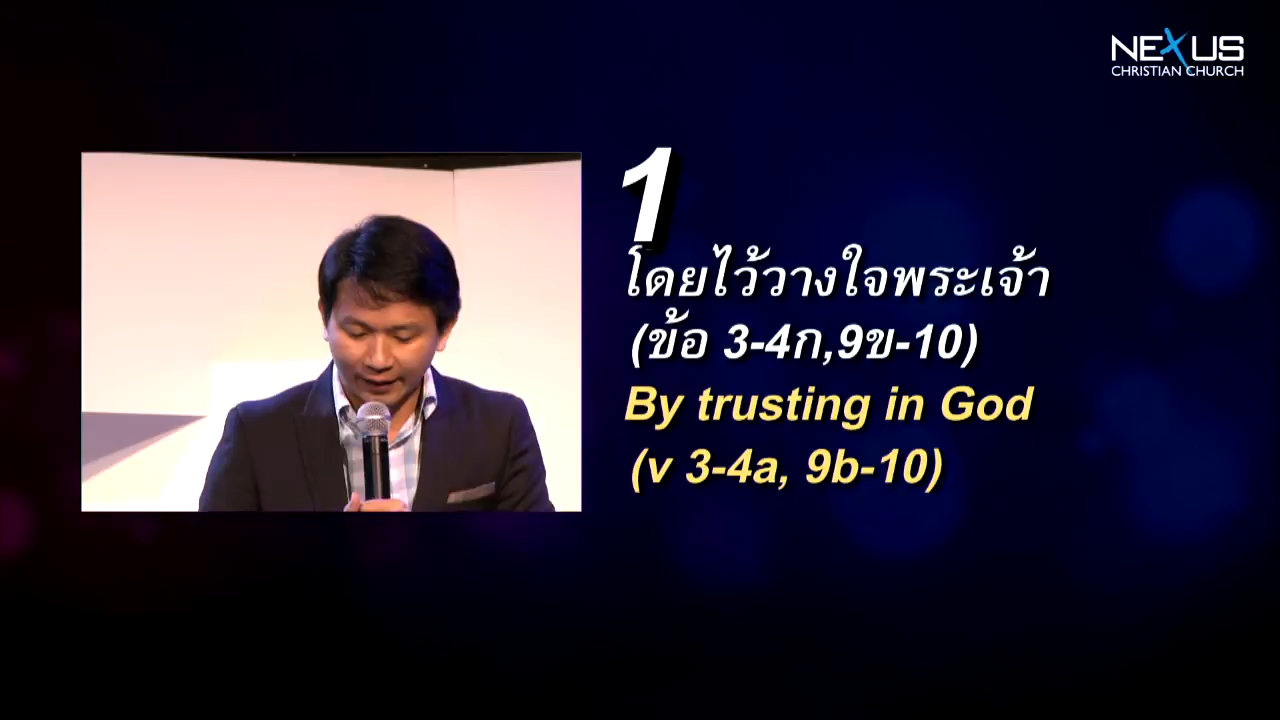 NEXUS
CHRISTIAN CHURCH
1
โดยไว้วางใจพระเจ้า
(ข้อ 3-4ก,9ข-10)
By trusting in God
(v 3-4a, 9b-10)